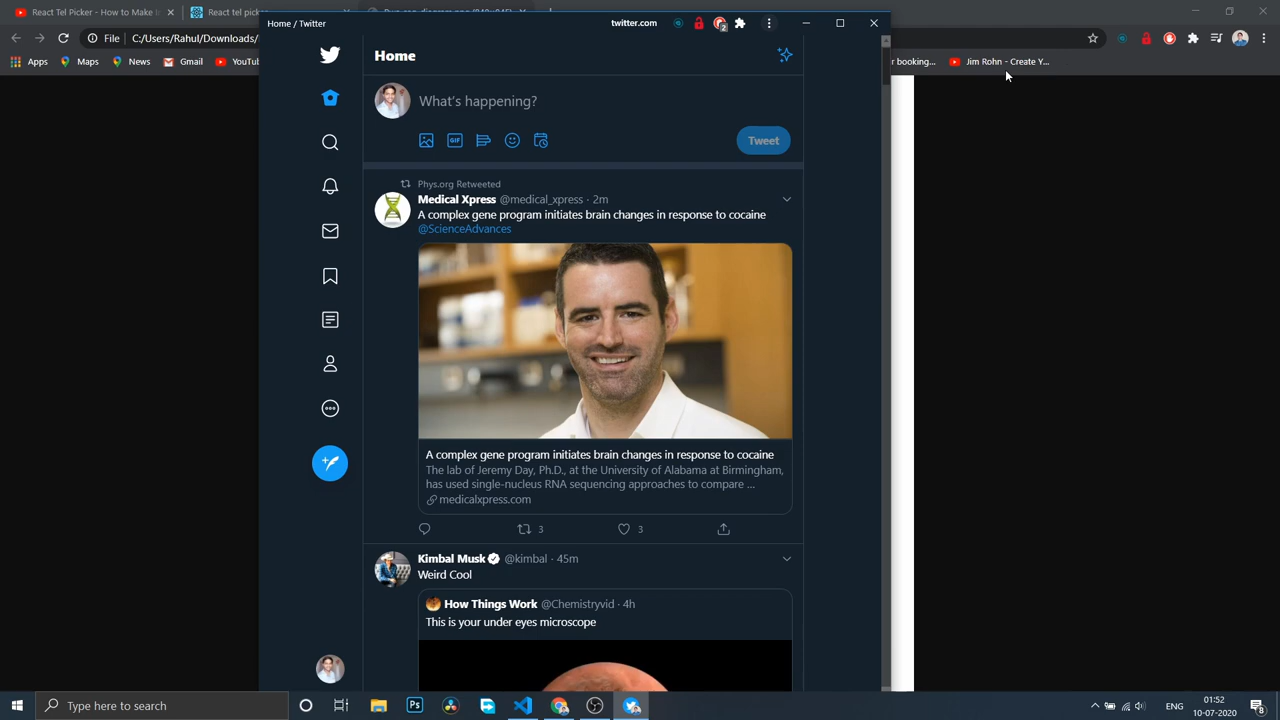 React Tel Picker - How to Make I
React tel pick
Home / Twitter
twitter.com
2
File
C:/Users/Rahul/Downloads/
Apps
Maps
News
Gmail
YouTu
r booking...
Jim Rohn - Create Y...
Home
What's happening?
GIF
Tweet
Phys.org Retweeted
Medical Xpress @medical_xpress · 2m
A complex gene program initiates brain changes in response to cocaine
@ScienceAdvances
A complex gene program initiates brain changes in response to cocaine
The lab of Jeremy Day, Ph.D., at the University of Alabama at Birmingham,
has used single-nucleus RNA sequencing approaches to compare ...
medicalxpress.com
3
3
Kimbal Musk @kimbal · 45m
Weird Cool
How Things Work @Chemistryvid · 4h
This is your under eyes microscope
Type here to search
Ps
ENG
01:52
10-07-2020
2